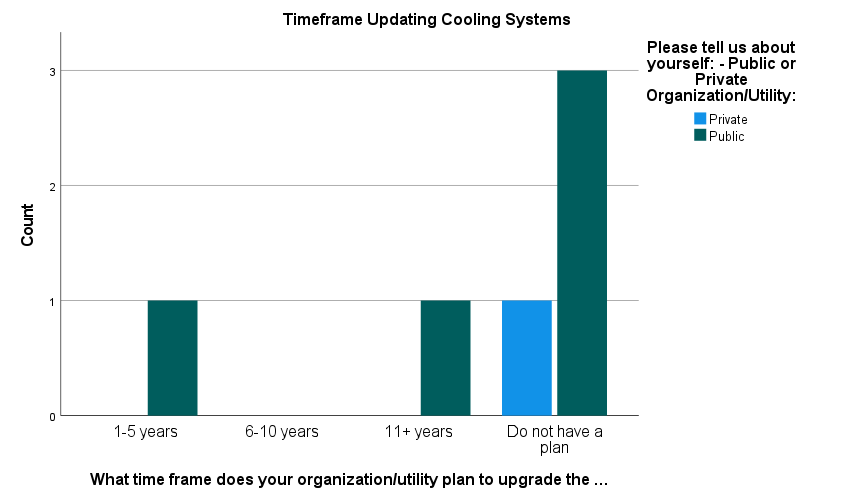 Timeframe Updating Cooling Systems
Please tell us about
yourself: - Public or
Private
Organization/Utility:
Private
Public
Count
3
2
1
0
1-5 years
6-10 years
11+ years
Do not have a
plan
What time frame does your organization/utility plan to upgrade the ...